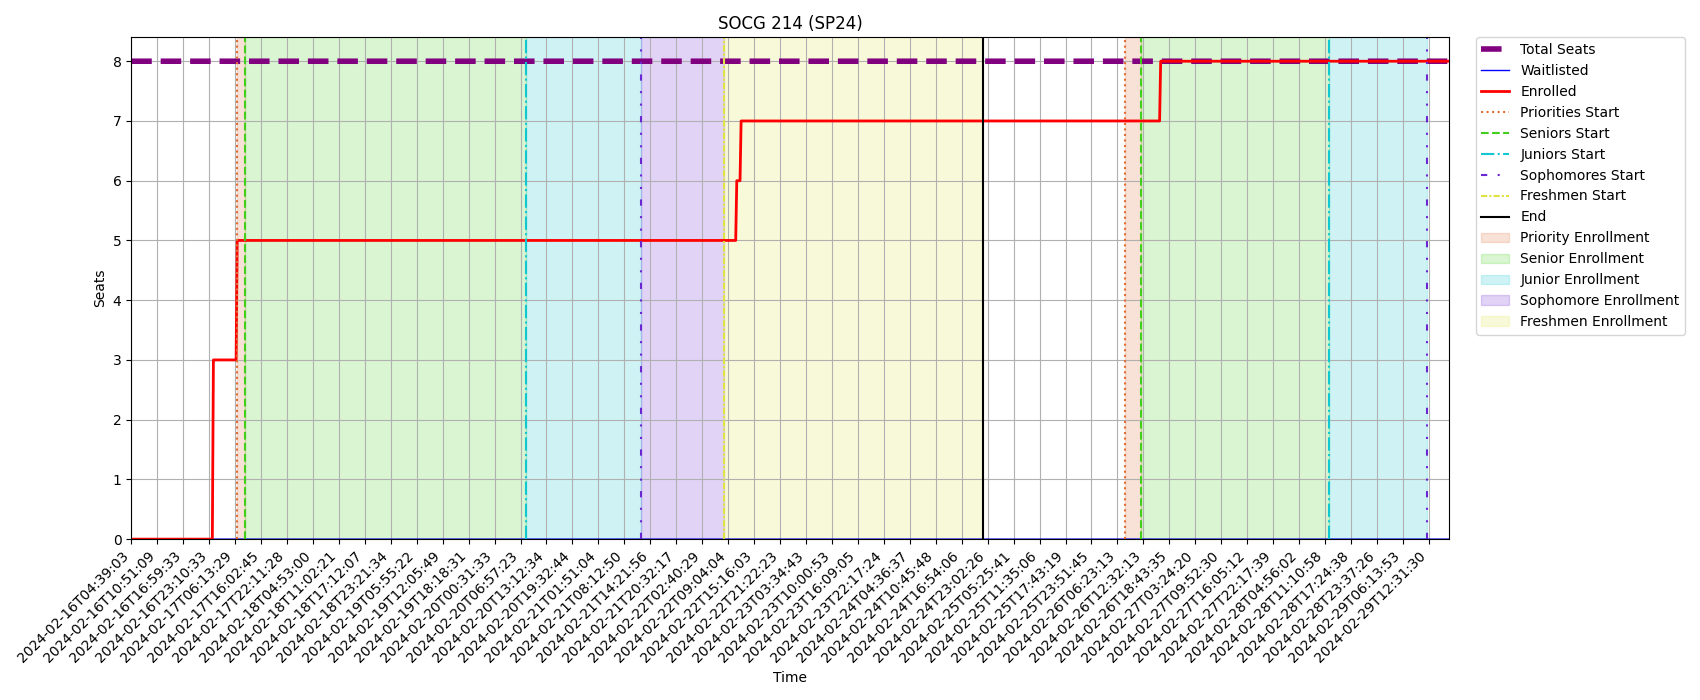 SOCG 214 (SP24)
Seats
8
7
6
5
4
3
2
1
0
2024-02-16T04:39:03
2024-02-16T10:51:09
2024-02-16T16:59:33
2024-02-16T23:10:33
2024-02-17T06:13:29
2024-02-17T16:02:45
2024-02-17T22:11:28
2024-02-18T04:53:00
2024-02-18T11:02:21
2024-02-18T17:12:07
2024-02-18T23:21:34
2024-02-19T05:55:22
2024-02-19T12:05:49
2024-02-19T18:18:31
2024-02-20T00:31:33
2024-02-20T06:57:23
2024-02-20T13:12:34
2024-02-20T19:32:44
2024-02-21T01:51:04
2024-02-21T08:12:50
2024-02-21T14:21:56
2024-02-21T20:32:17
2024-02-22T02:40:29
2024-02-22T09:04:04
2024-02-22T15:16:03
2024-02-22T21:22:23
2024-02-23T03:34:43
2024-02-23T10:00:53
2024-02-23T16:09:05
2024-02-23T22:17:24
2024-02-24T04:36:37
2024-02-24T10:45:48
2024-02-24T16:54:06
2024-02-24T23:02:26
2024-02-25T05:25:41
2024-02-25T11:35:06
2024-02-25T17:43:19
2024-02-25T23:51:45
2024-02-26T06:23:13
2024-02-26T12:32:13
2024-02-26T18:43:35
2024-02-27T03:24:20
2024-02-27T09:52:30
2024-02-27T16:05:12
2024-02-27T22:17:39
2024-02-28T04:56:02
2024-02-28T11:10:58
2024-02-28T17:24:38
2024-02-28T23:37:26
2024-02-29T06:13:53
2024-02-29T12:31:30
Time
Total Seats
Waitlisted
Enrolled
Priorities Start
Seniors Start
Juniors Start
Sophomores Start
Freshmen Start
End
Priority Enrollment
Senior Enrollment
Junior Enrollment
Sophomore Enrollment
Freshmen Enrollment